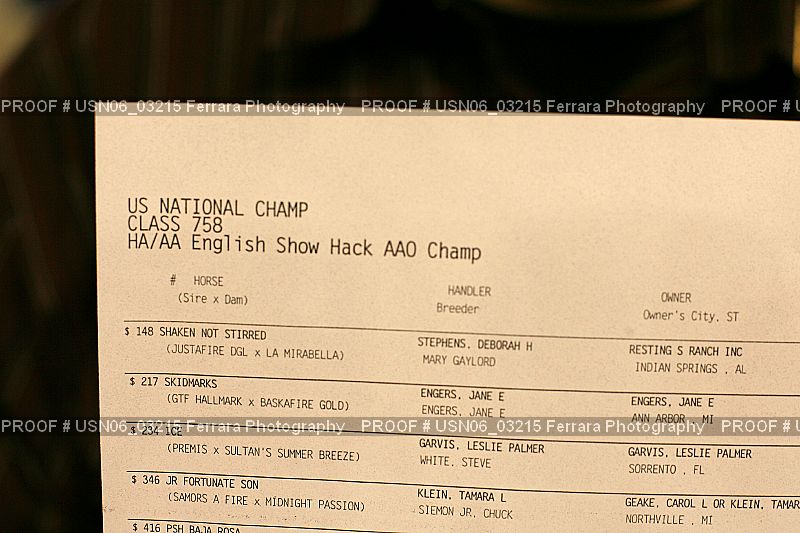 PROOF # USN06_03215 Ferrara Photography PROOF # USN06_03215 Ferrara Photography PROOF # U
US NATIONAL CHAMP
CLASS 758
HA/AA English Show Hack AAO Champ
# HORSE HANDLER OWNER
(Sire x Dam) Breeder Owner's City, ST
$ 148 SHAKEN NOT STIRRED STEPHENS, DEBORAH H RESTING S RANCH INC
(JUSTAFIRE DGL x LA MIRABELLA) MARY GAYLORD INDIAN SPRINGS , AL
$ 217 SKIDMARKS ENGERS, JANE E ENGERS, JANE E
(GTF HALLMARK x BASKAFIRE GOLD) ENGERS, JANE E ANN ARBOR , MI
PROOF # USN06_03215 Ferrara Photography PROOF # USN06_03215 Ferrara Photography PROOF # U
$ 234 ICE GARVIS, LESLIE PALMER GARVIS, LESLIE PALMER
(PREMIS x SULTAN'S SUMMER BREEZE) WHITE, STEVE SORRENTO , FL
$ 346 JR FORTUNATE SON KLEIN, TAMARA L GEAKE, CAROL L OR KLEIN, TAMAR
(SAMORS A FIRE x MIDNIGHT PASSION) SIEMON JR, CHUCK NORTHVILLE , MI
$ 416 PSH BAJA ROSA